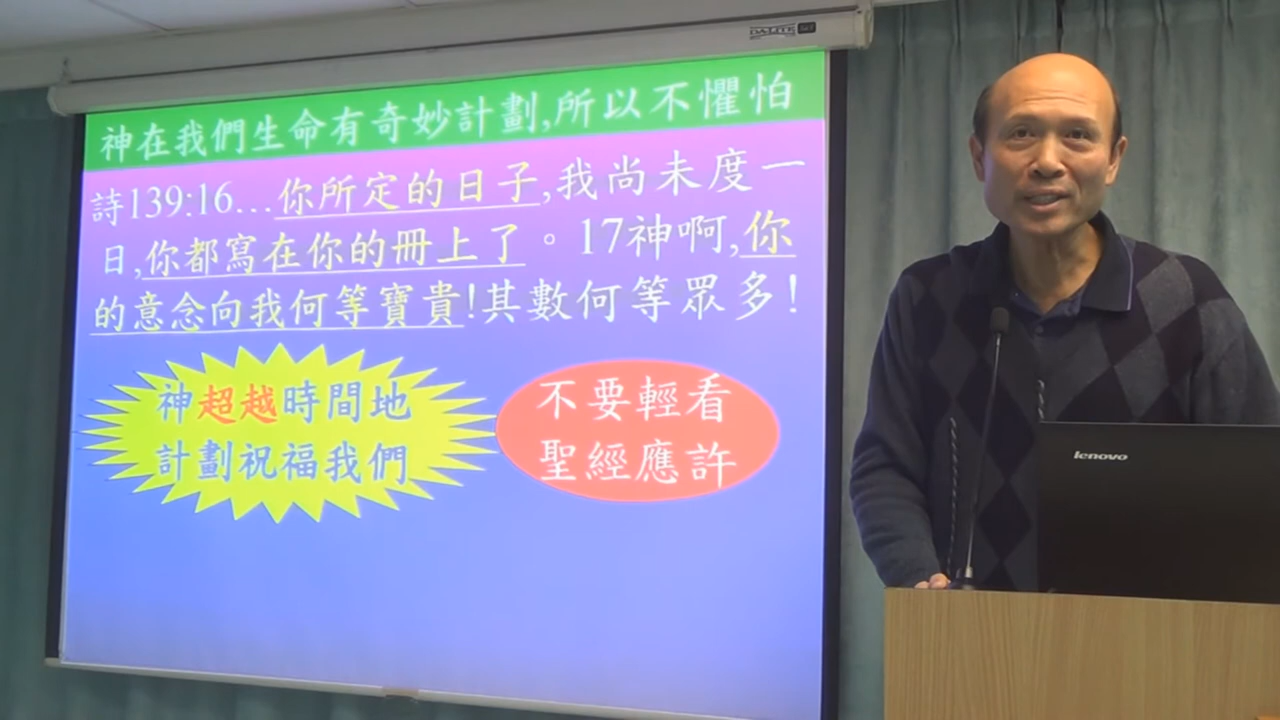 DA-LITE
神在我們生命有奇妙計劃,所以不懼怕
詩139:16...你所定的日子,我尚未度一
日,你都寫在你的冊上了。17神啊,你
的意念向我何等寶貴!其數何等眾多!
神超越時間地
計劃祝福我們
不要輕看
聖經應許
lenovo